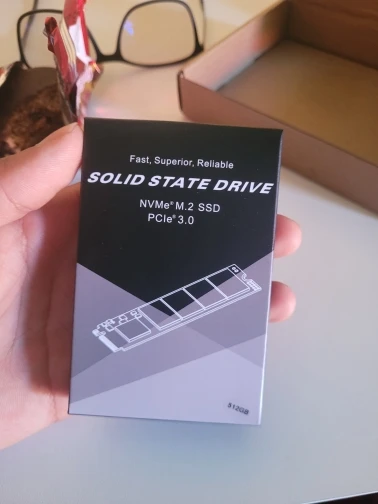 Fast, Superior, Reliable
SOLID STATE DRIVE
NVMe® M.2 SSD
PCIe® 3.0
512GB